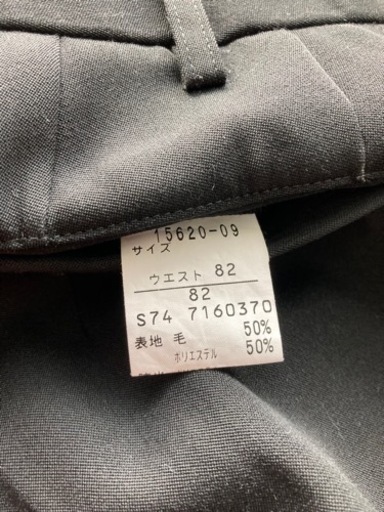 15620-09
サイズ
ウエスト 82
82
S74 7160370
表地 毛 50%
ポリエステル 50%